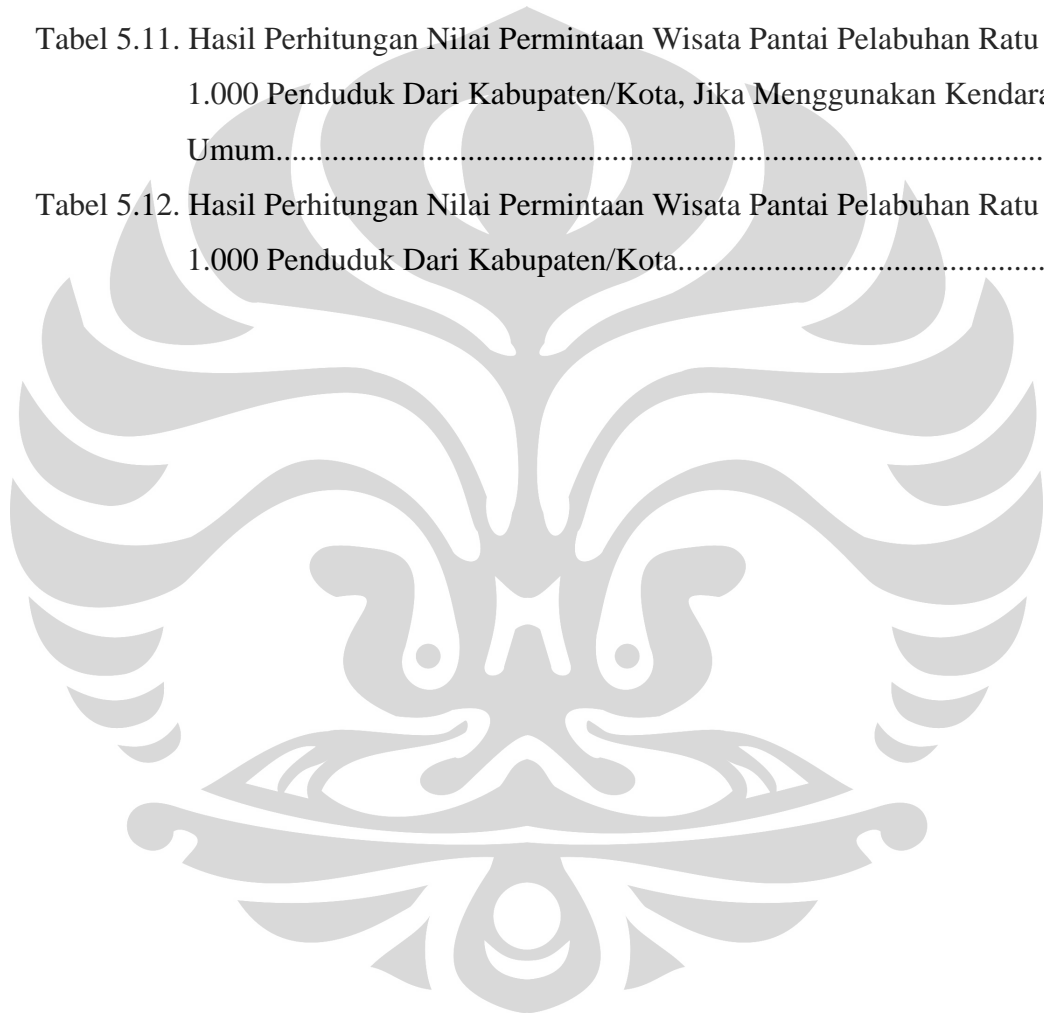 Tabel 5.11. Hasil Perhitungan Nilai Permintaan Wisata Pantai Pelabuhan Ratu
1.000 Penduduk Dari Kabupaten/Kota, Jika Menggunakan Kendara
Umum................................................................................................
Tabel 5.12. Hasil Perhitungan Nilai Permintaan Wisata Pantai Pelabuhan Ratu
1.000 Penduduk Dari Kabupaten/Kota..............................................